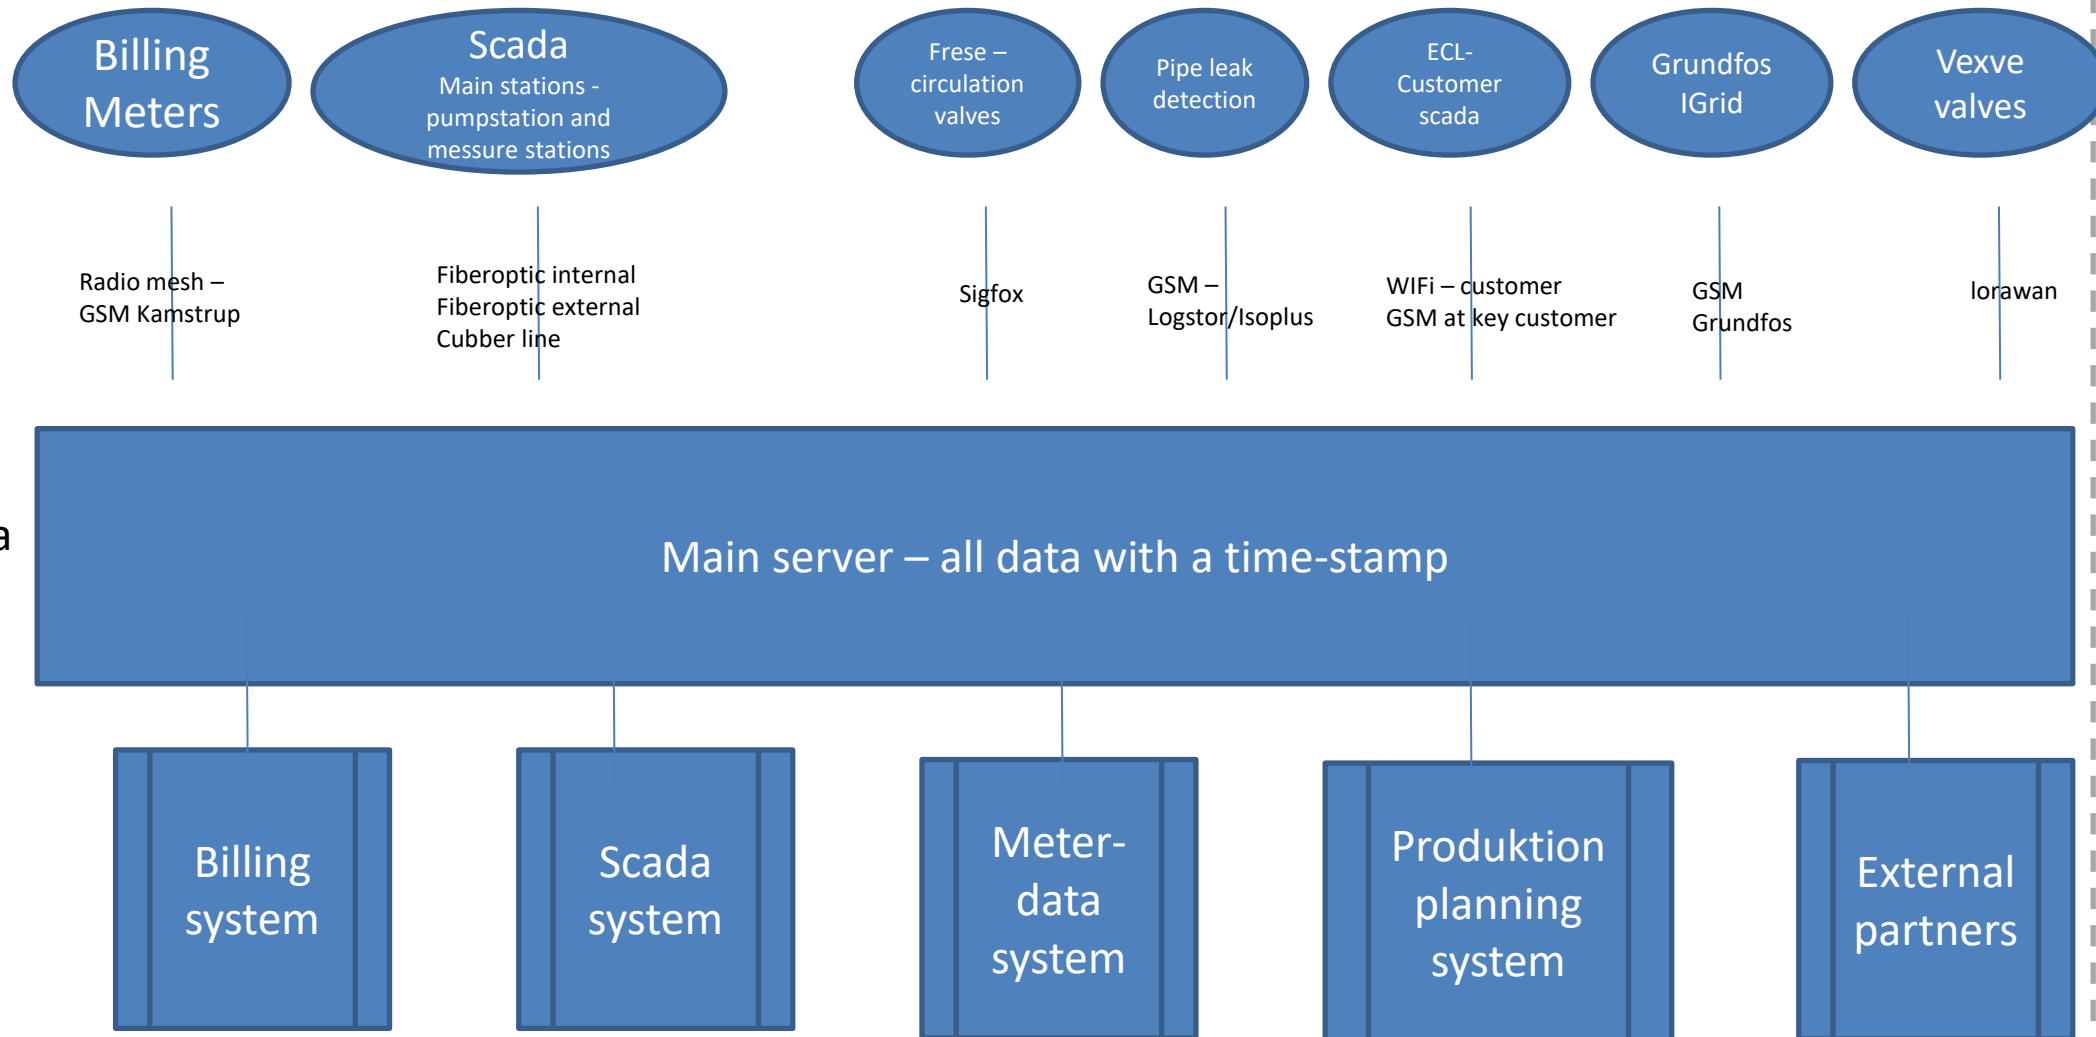 Billing
Meters
Scada
Main stations -
pumpstation and
messure stations
Frese –
circulation
valves
Pipe leak
detection
ECL-
Customer
scada
Grundfos
IGrid
Vexve
valves
Radio mesh –
GSM Kamstrup
Fiberoptic internal
Fiberoptic external
Cubber line
Sigfox
GSM –
Logstor/Isoplus
WIFi – customer
GSM at key customer
GSM
Grundfos
lorawan
a
Main server – all data with a time-stamp
Billing
system
Scada
system
Meter-
data
system
Produktion
planning
system
External
partners